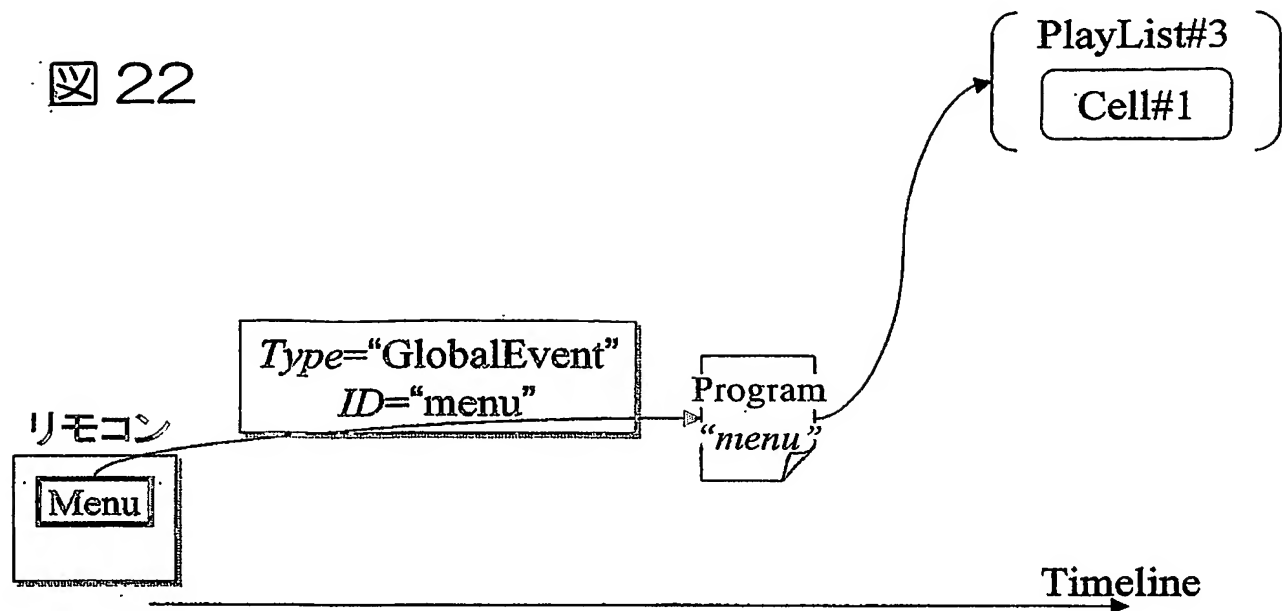 図 22
PlayList#3
Cell#1
Type="GlobalEvent"
ID="menu"
Program
"menu"
リモコン
Menu
Timeline